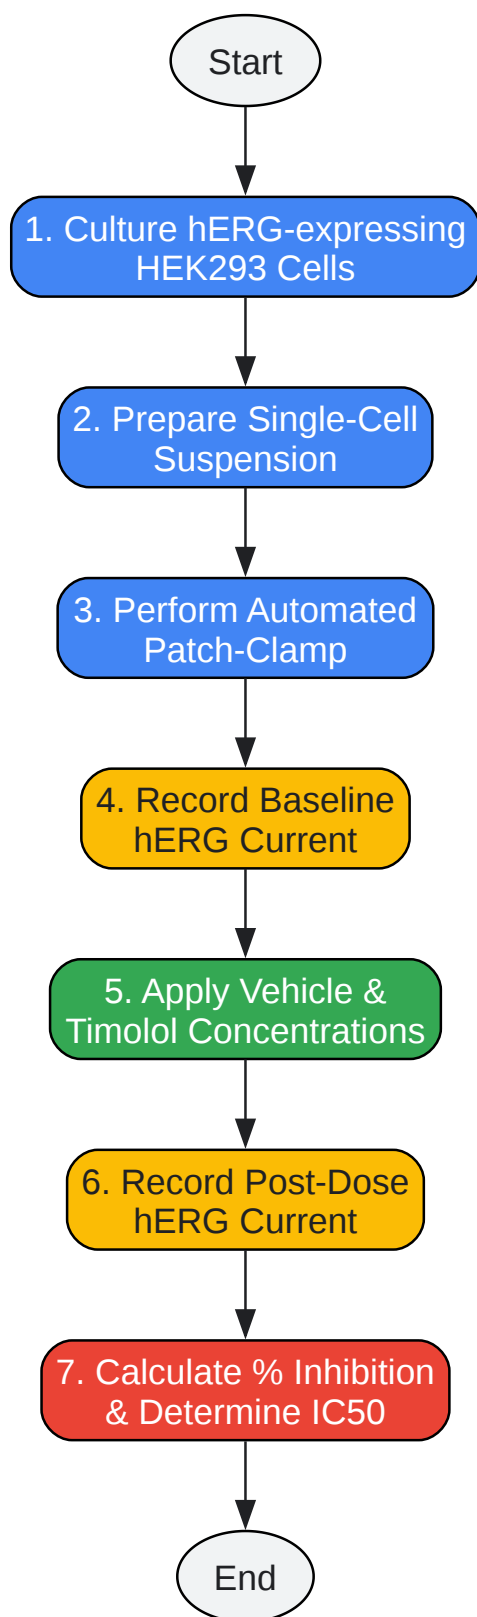 Start
1. Culture hERG-expressing
HEK293 Cells
2. Prepare Single-Cell
Suspension
3. Perform Automated
Patch-Clamp
4. Record Baseline
hERG Current
5. Apply Vehicle &
Timolol Concentrations
6. Record Post-Dose
hERG Current
7. Calculate % Inhibition
& Determine IC50
End